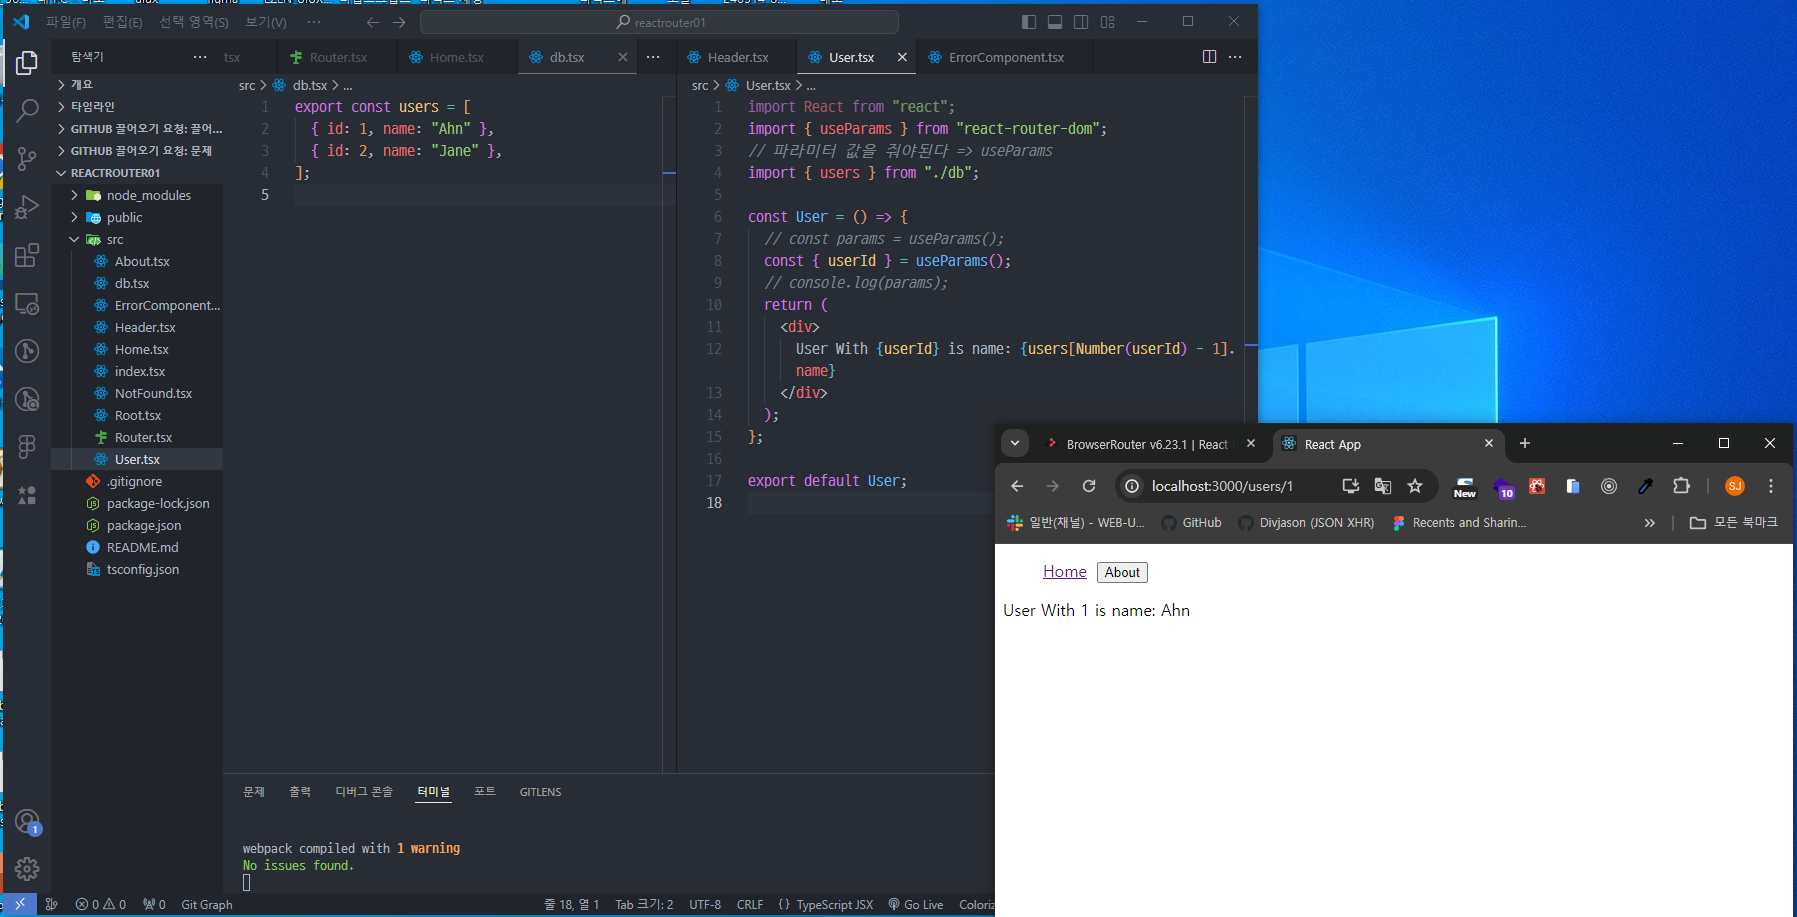 파일(F) 편집(E) 선택 영역(S) 보기(V) ··· reactrouter01
탐색기 ···
개요
타임라인
GITHUB 끌어오기 요청: 끌어...
GITHUB 끌어오기 요청: 문제
REACTROUTER01
node_modules
public
src
About.tsx
db.tsx
ErrorComponent...
Header.tsx
Home.tsx
index.tsx
NotFound.tsx
Root.tsx
Router.tsx
User.tsx
.gitignore
package-lock.json
package.json
README.md
tsconfig.json
1
tsx Router.tsx Home.tsx db.tsx ···
src > db.tsx > ...
1 export const users = [
2 { id: 1, name: "Ahn" },
3 { id: 2, name: "Jane" },
4 ];
5
Header.tsx User.tsx ErrorComponent.tsx ···
src > User.tsx > ...
1 import React from "react";
2 import { useParams } from "react-router-dom";
3 // 파라미터 값을 줘야된다 => useParams
4 import { users } from "./db";
5
6 const User = () => {
7 // const params = useParams();
8 const { userId } = useParams();
9 // console.log(params);
10 return (
11 <div>
12 User With {userId} is name: {users[Number(userId) - 1].
name}
13 </div>
14 );
15 };
16
17 export default User;
18
문제 출력 디버그 콘솔 터미널 포트 GITLENS
webpack compiled with 1 warning
No issues found.
0 0 0 Git Graph 줄 18, 열 1 Tab 크기: 2 UTF-8 CRLF {} TypeScript JSX Go Live Coloriz
BrowserRouter v6.23.1 | React React App
localhost:3000/users/1 New 10 SJ
일반(채널) - WEB-U... GitHub Divjason (JSON XHR) Recents and Sharin... » 모든 북마크
Home About
User With 1 is name: Ahn